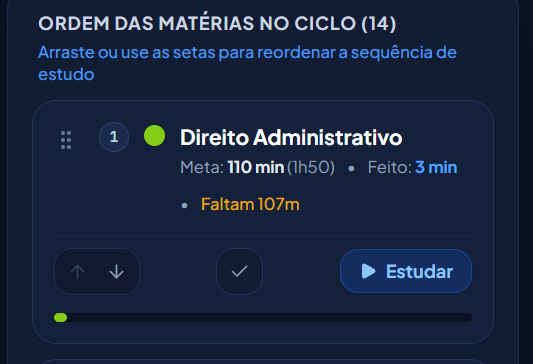 ORDEM DAS MATÉRIAS NO CICLO (14)
Arraste ou use as setas para reordenar a sequência de
estudo
1
Direito Administrativo
Meta: 110 min (1h50) • Feito: 3 min
• Faltam 107m
Estudar